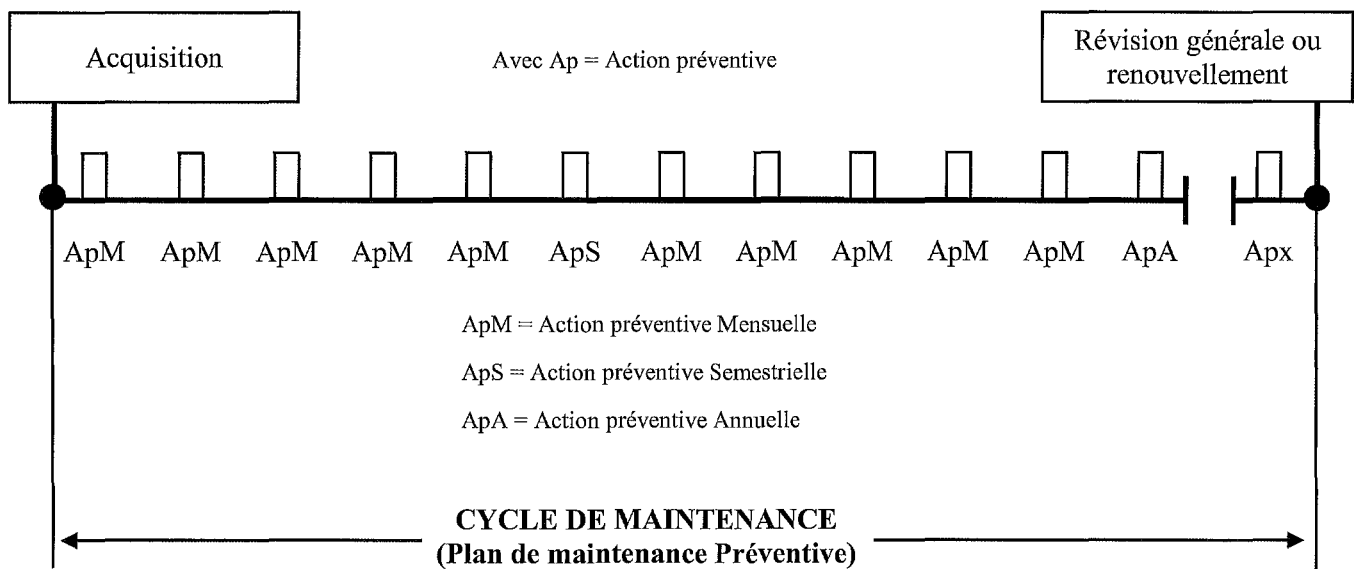 Acquisition
Avec Ap = Action préventive
Révision générale ou
renouvellement
ApM ApM ApM ApM ApM ApS ApM ApM ApM ApM ApM ApA Apx
ApM = Action préventive Mensuelle
ApS = Action préventive Semestrielle
ApA = Action préventive Annuelle
CYCLE DE MAINTENANCE
(Plan de maintenance Préventive)